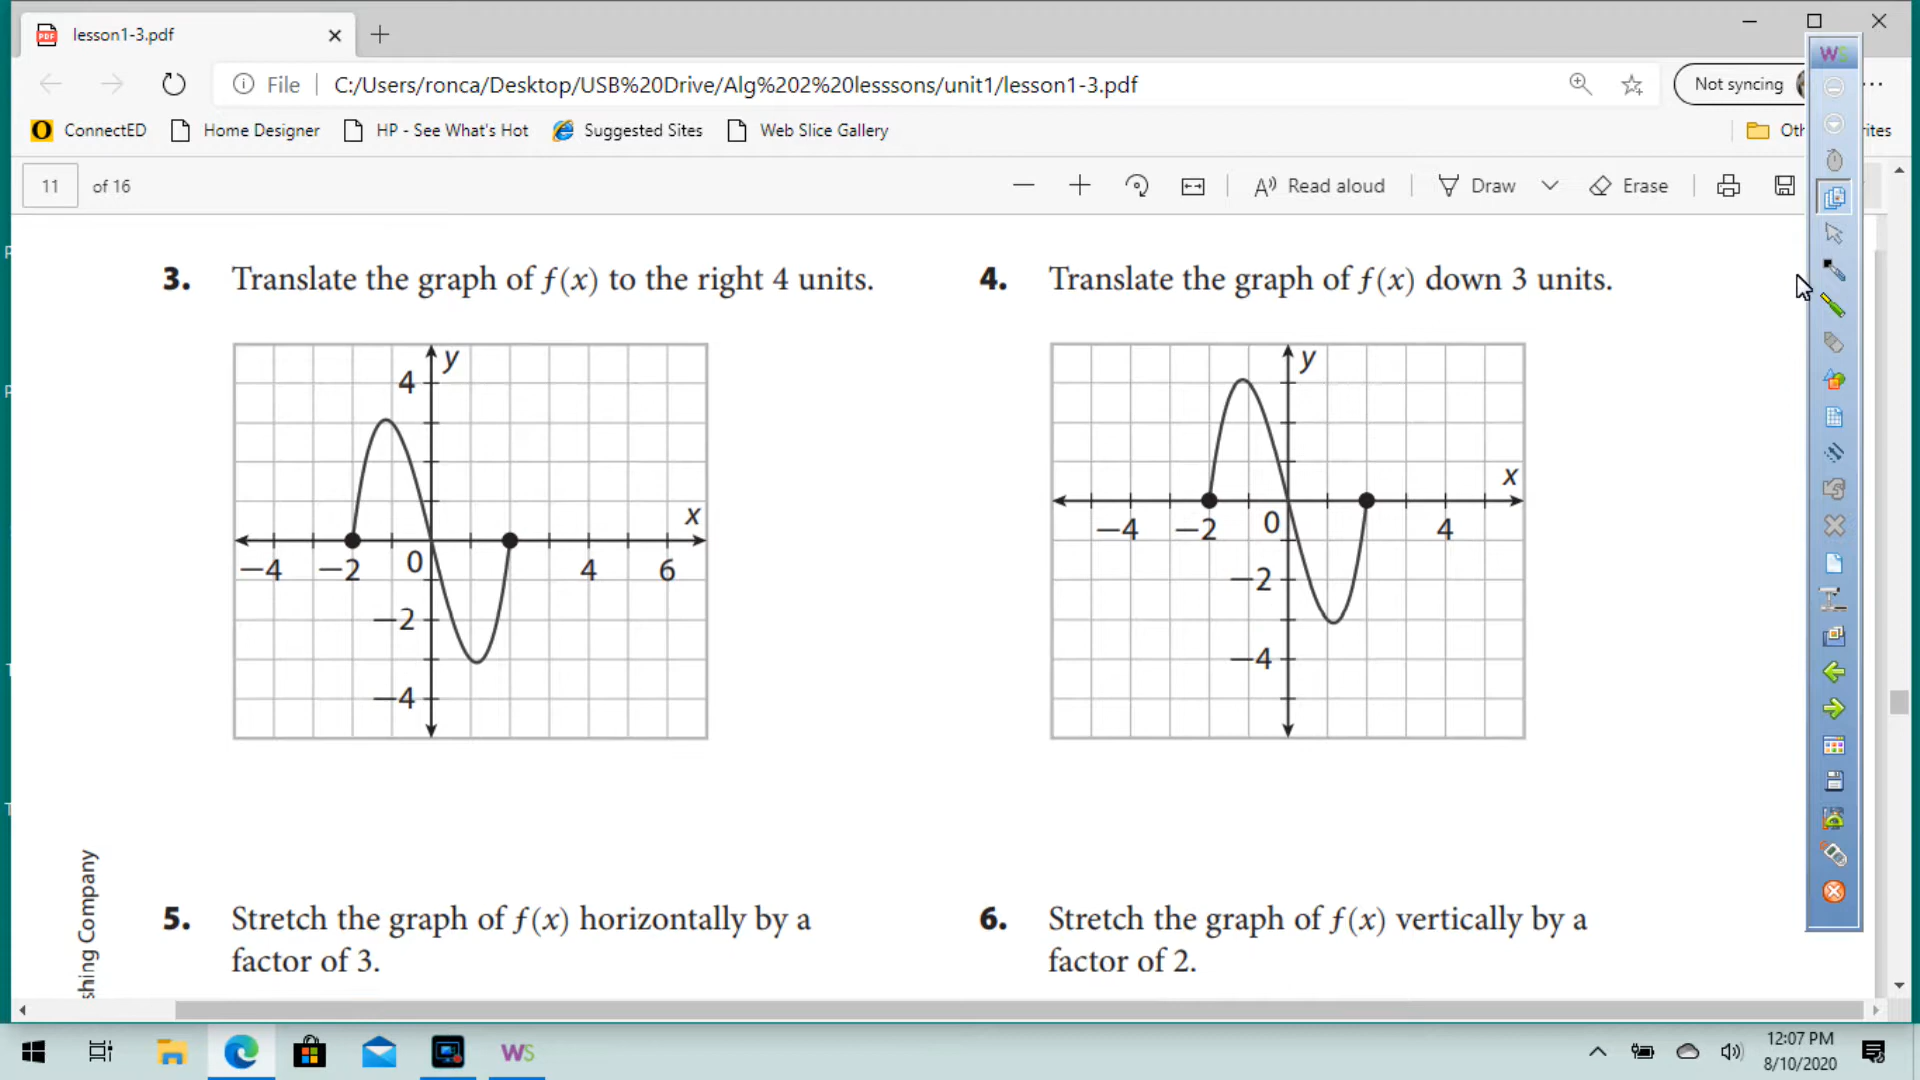 lesson1-3.pdf
WS
File
C:/Users/ronca/Desktop/USB%20Drive/Alg%202%20lesssons/unit1/lesson1-3.pdf
Not syncing
ConnectED
Home Designer
HP - See What's Hot
Suggested Sites
Web Slice Gallery
11 of 16
Read aloud
Draw
Erase
3. Translate the graph of f(x) to the right 4 units.
4
y
x
−4 −2 0 4 6
−2
−4
4. Translate the graph of f(x) down 3 units.
y
x
−4 −2 0 4
−2
−4
shing Company
5. Stretch the graph of f(x) horizontally by a
factor of 3.
6. Stretch the graph of f(x) vertically by a
factor of 2.
WS
12:07 PM
8/10/2020